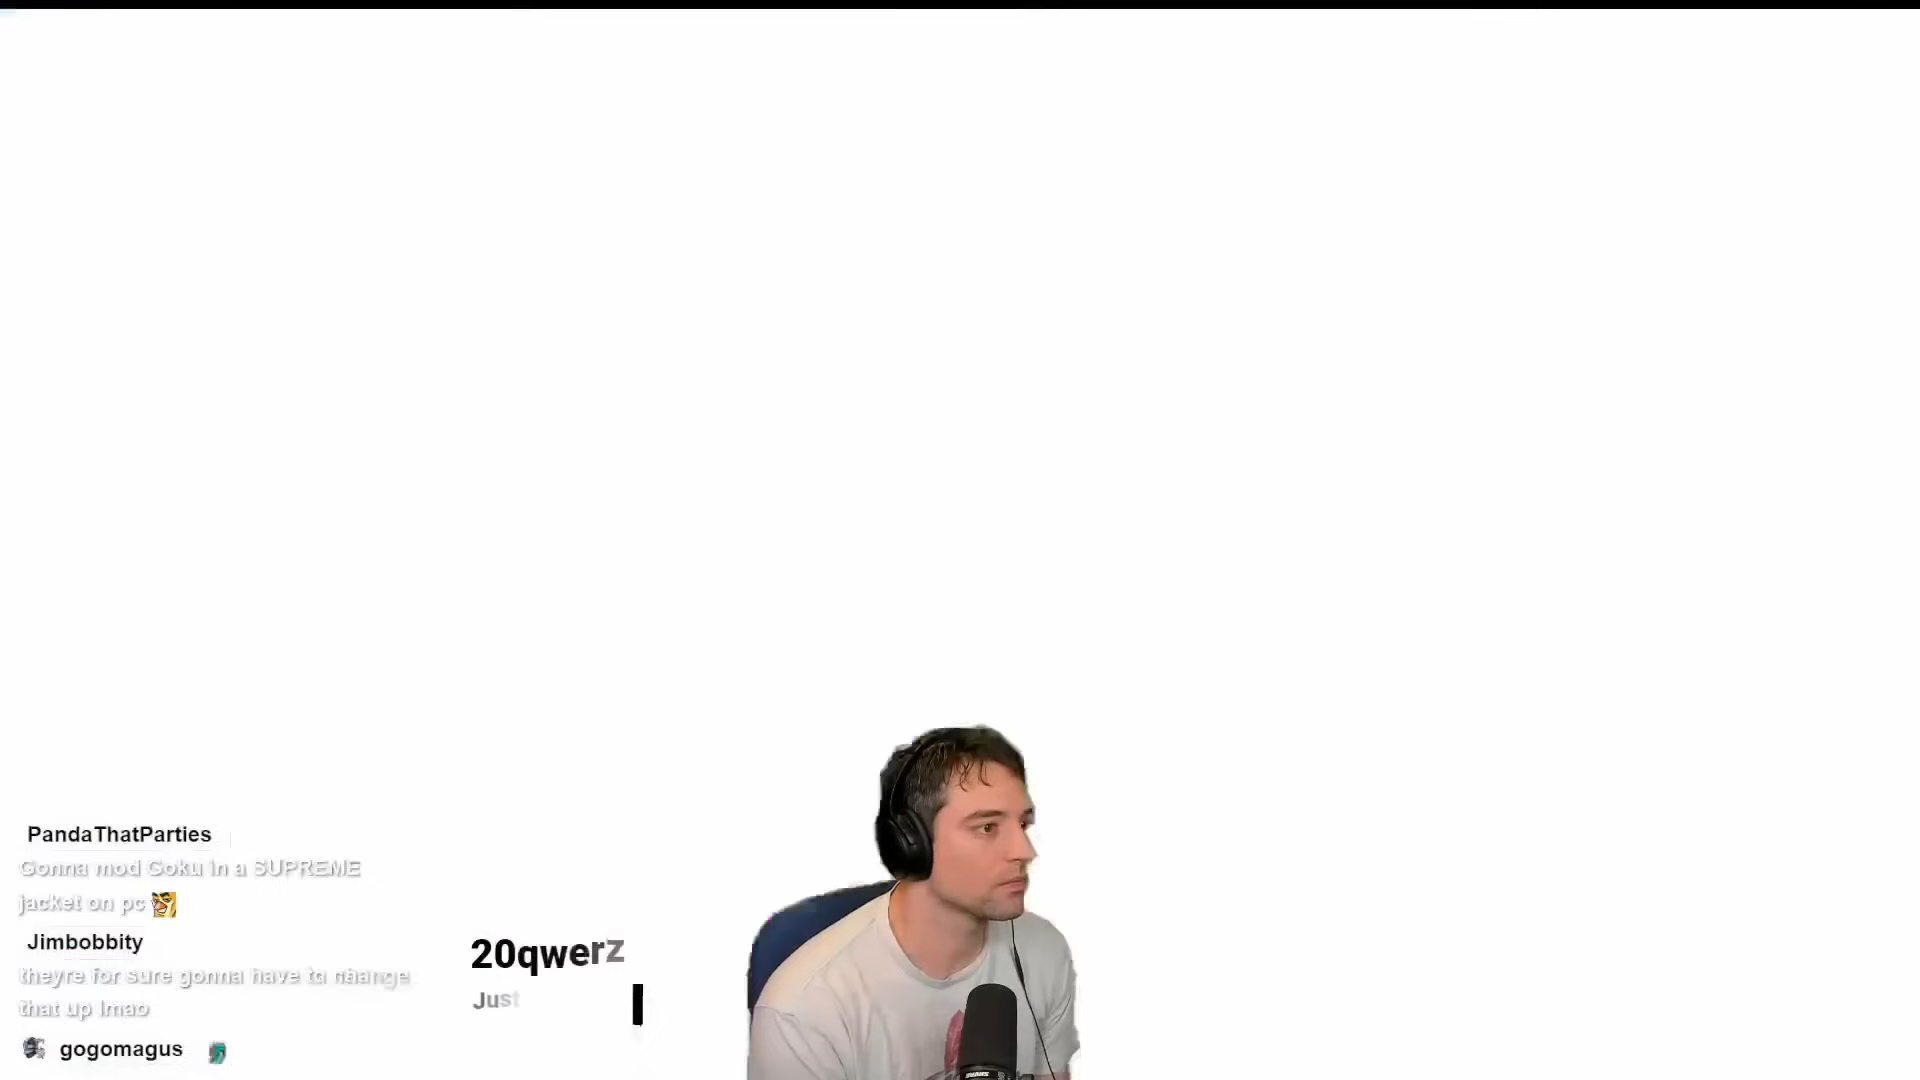 PandaThatParties
Gonna mod Goku in a SUPREME
jacket on pc
Jimbobbity
theyre for sure gonna have to
that up lmao
gogomagus
20qwerz
Just
SHURE